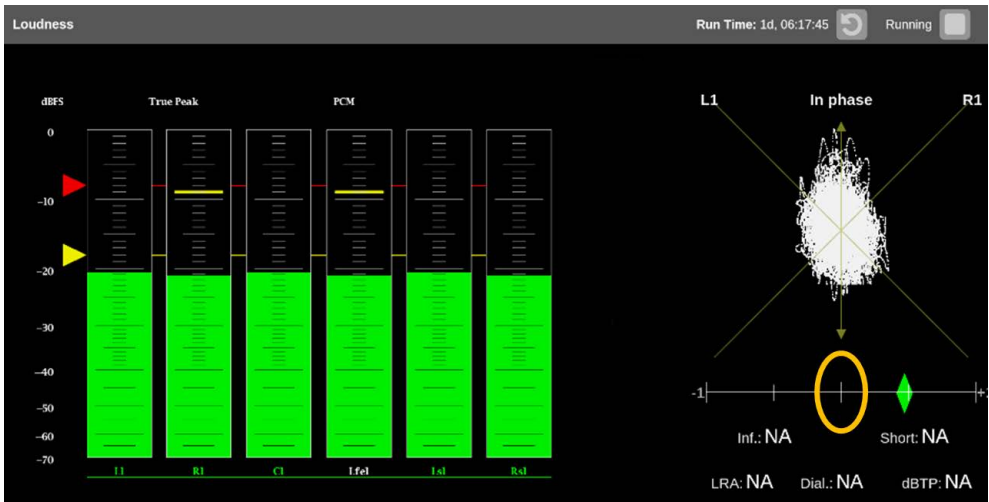 Loudness
Run Time: 1d, 06:17:45 Running
dBFS True Peak PCM
0
-10
-20
-30
-40
-50
-60
-70
L1 R1 C1 Lfe1 Ls1 Rs1
L1 In phase R1
-1
Inf.: NA Short: NA
LRA: NA Dial.: NA dBTP: NA